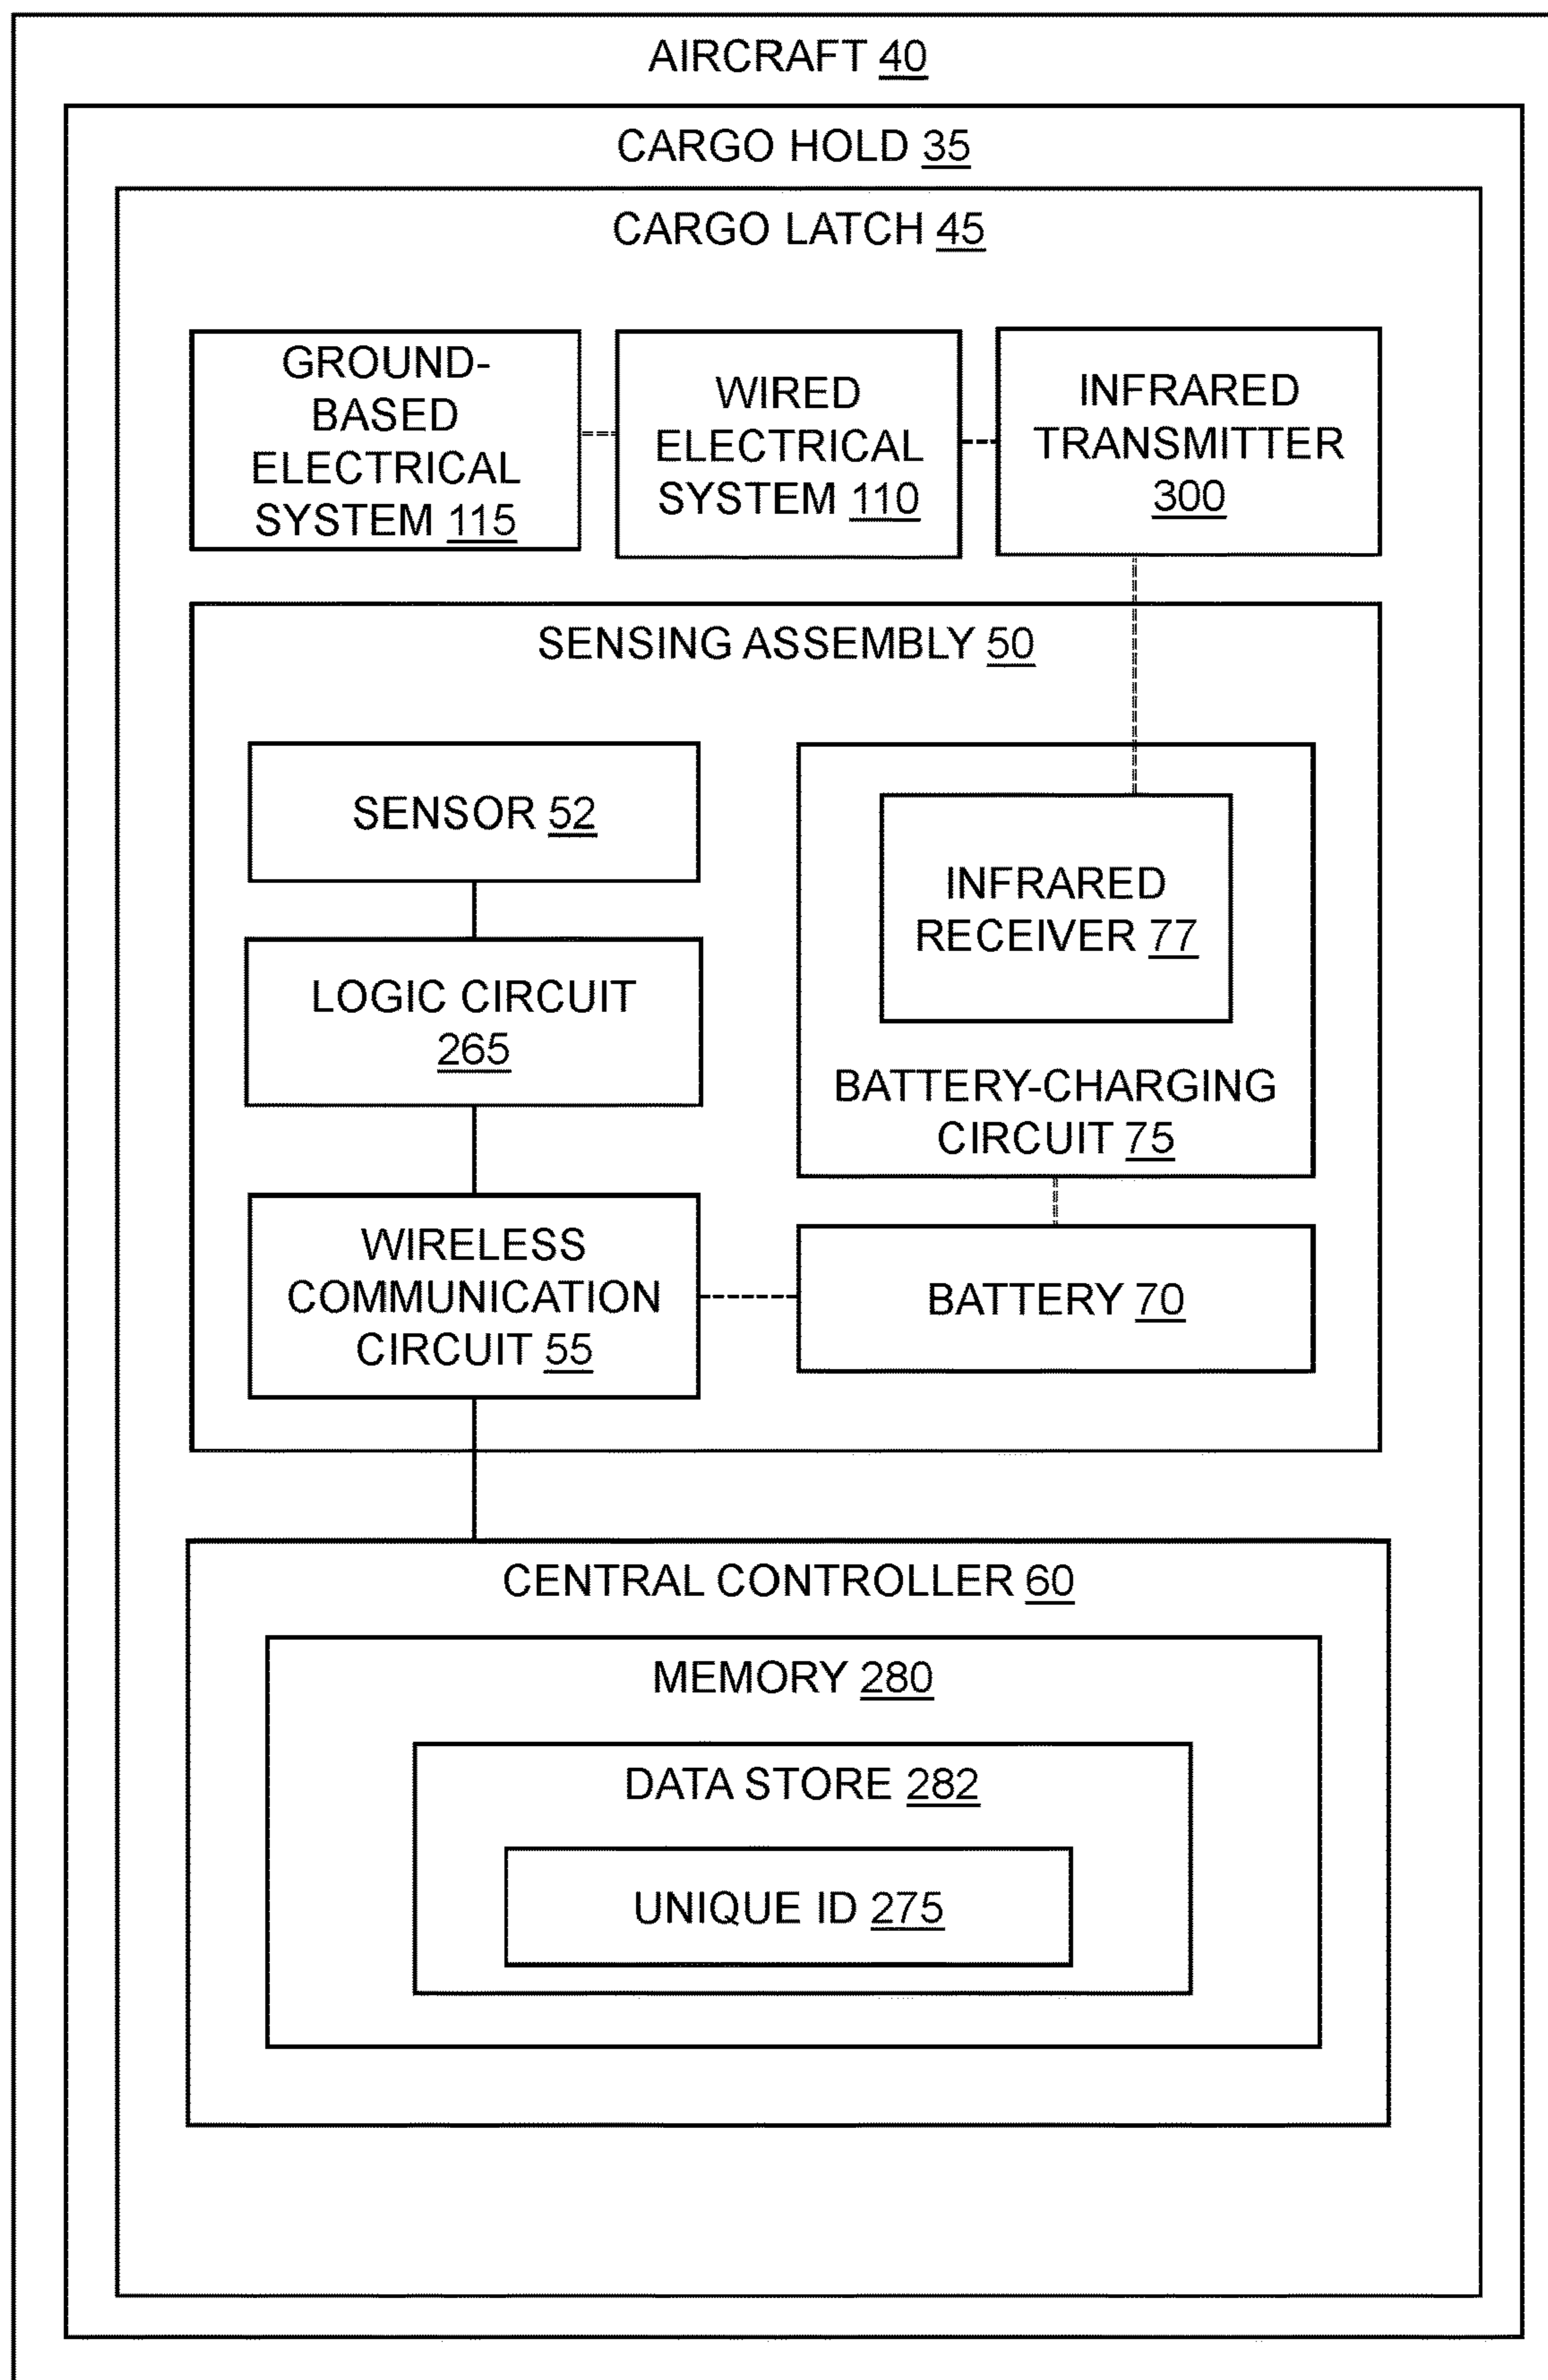 AIRCRAFT 40
CARGO HOLD 35
CARGO LATCH 45
GROUND-
BASED
ELECTRICAL
SYSTEM 115
WIRED
ELECTRICAL
SYSTEM 110
INFRARED
TRANSMITTER
300
SENSING ASSEMBLY 50
SENSOR 52
LOGIC CIRCUIT
265
WIRELESS
COMMUNICATION
CIRCUIT 55
INFRARED
RECEIVER 77
BATTERY-CHARGING
CIRCUIT 75
BATTERY 70
CENTRAL CONTROLLER 60
MEMORY 280
DATA STORE 282
UNIQUE ID 275